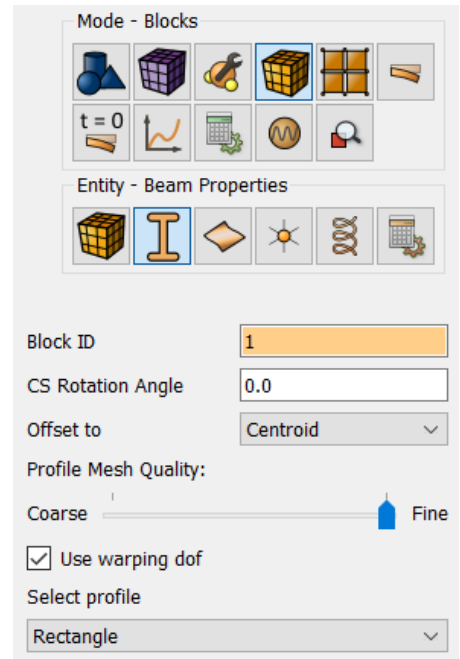 Mode - Blocks
t = 0
Entity - Beam Properties
Block ID 1
CS Rotation Angle 0.0
Offset to Centroid
Profile Mesh Quality:
Coarse Fine
Use warping dof
Select profile
Rectangle